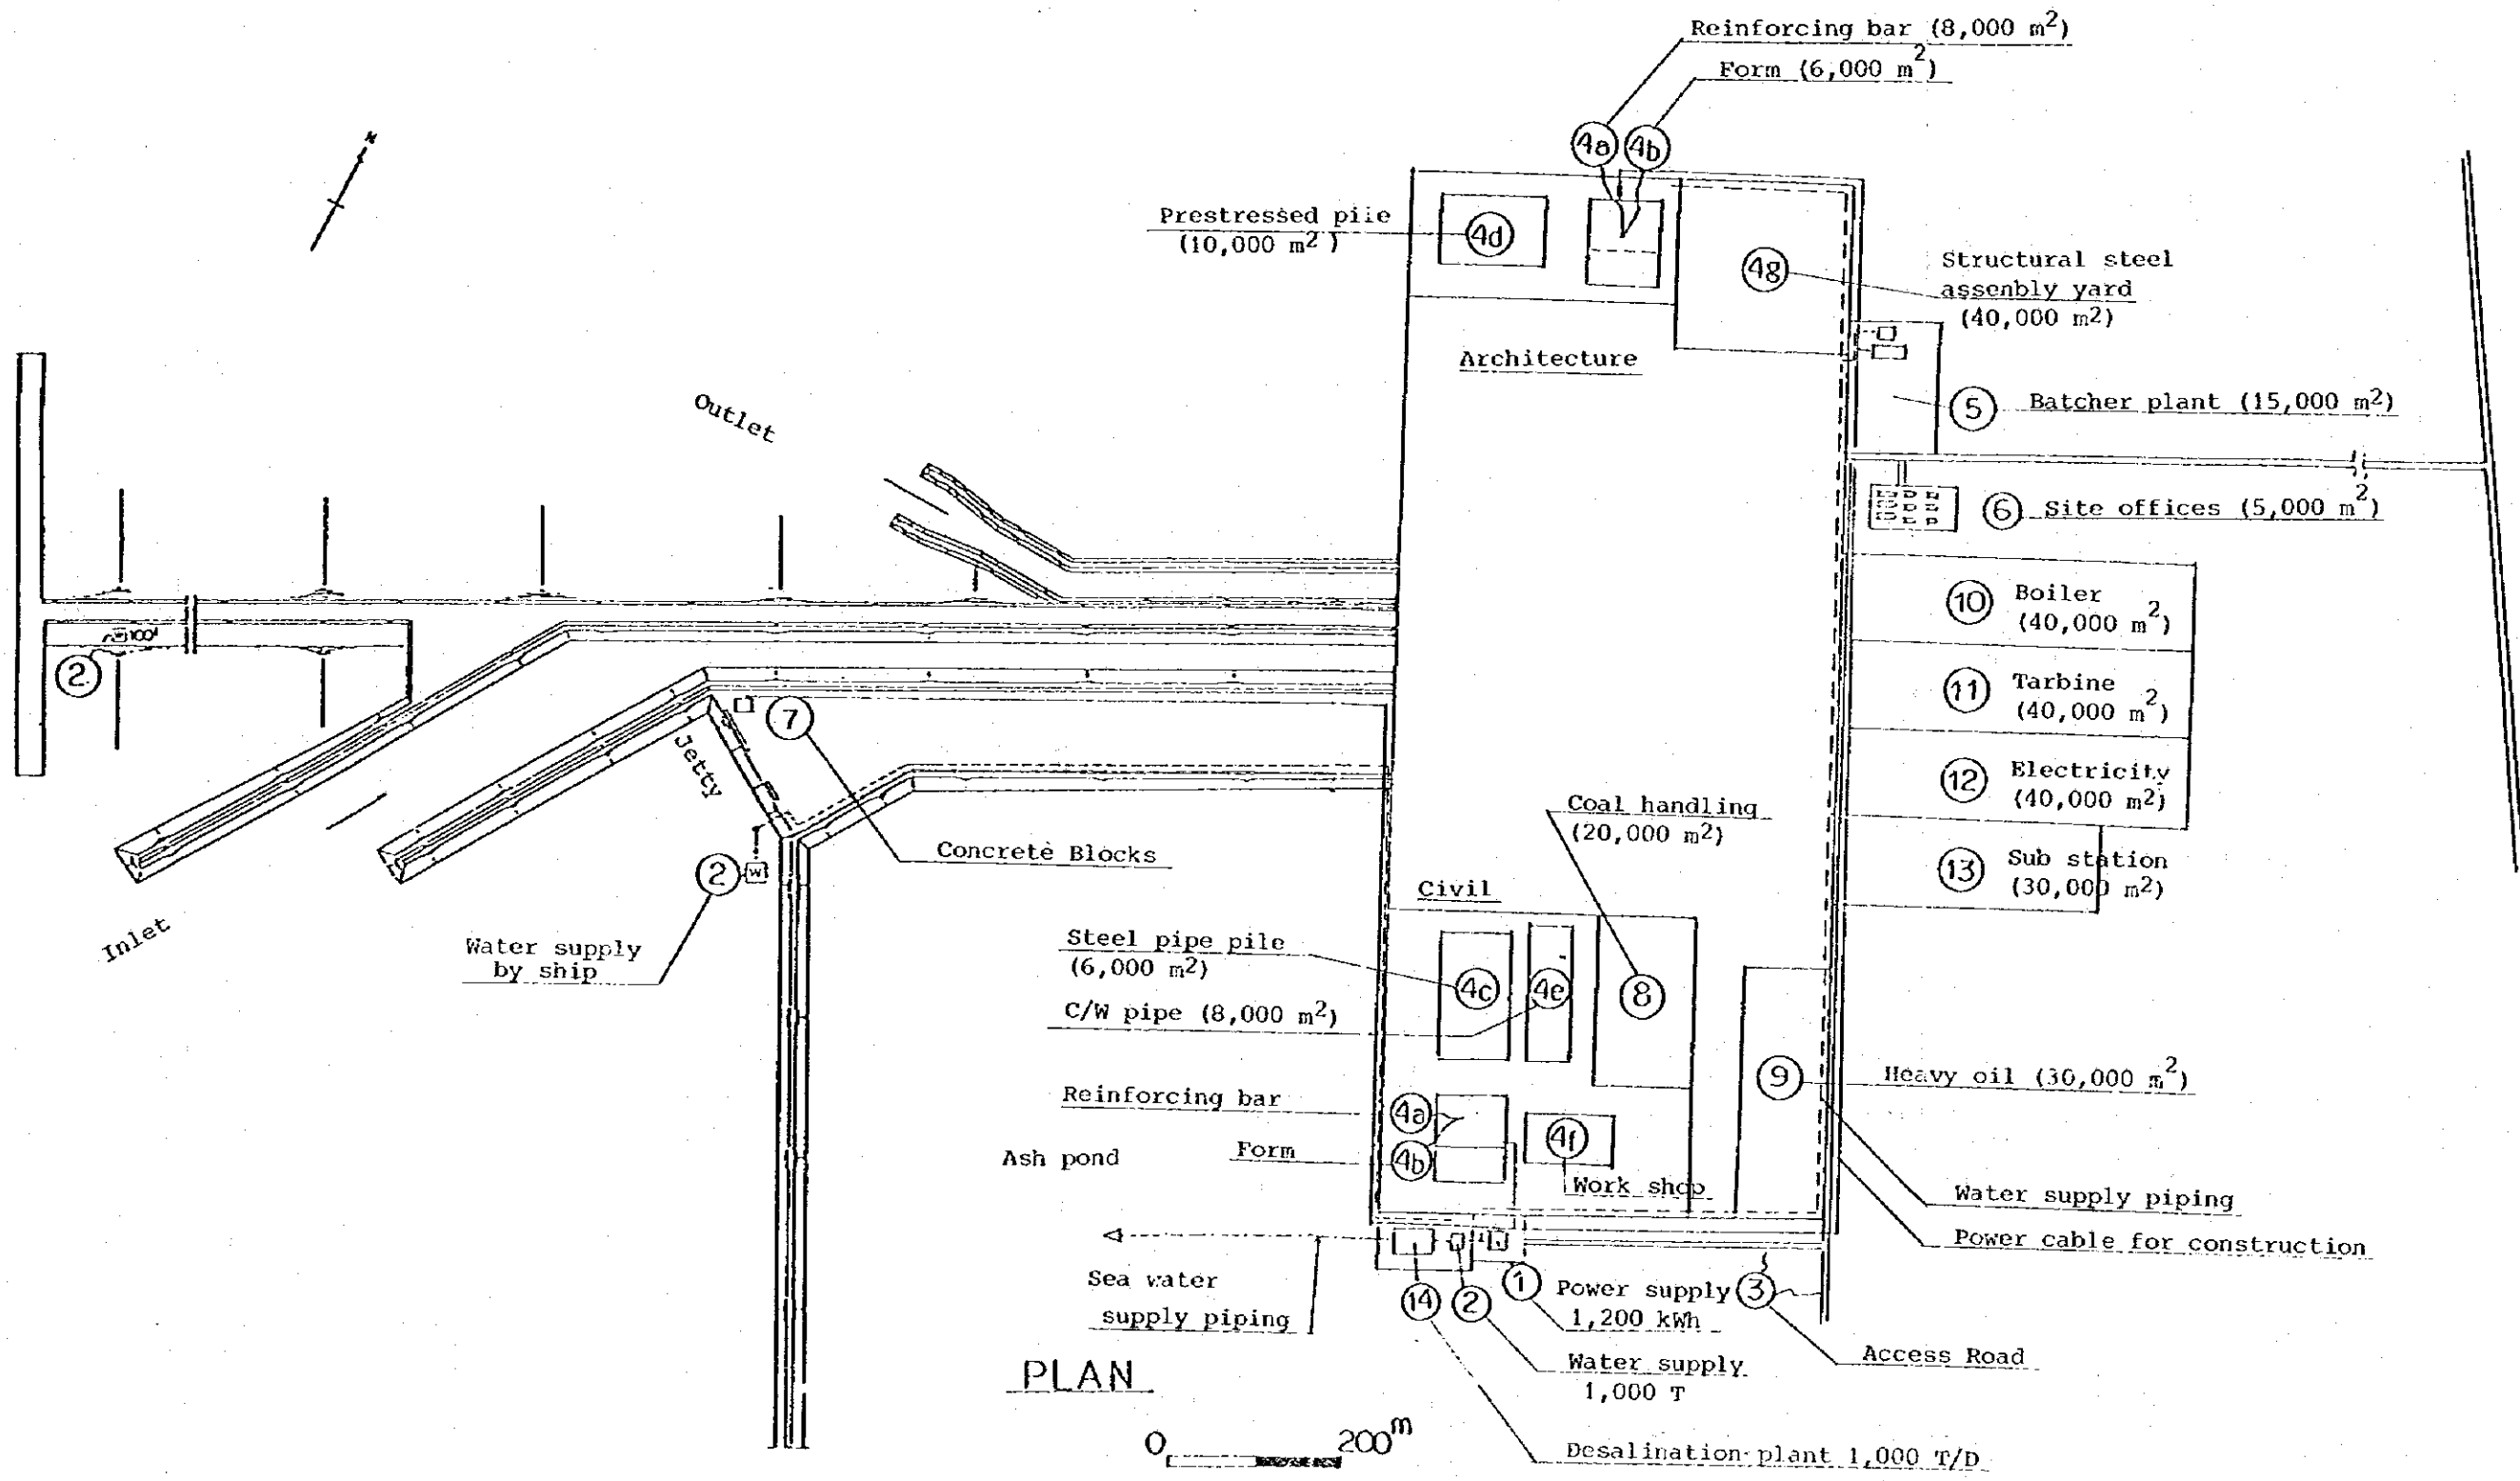 Reinforcing bar (8,000 m2)
Form (6,000 m2)
4a 4b
N
Prestressed pile
(10,000 m2)
4d
4g
Structural steel
assenbly yard
(40,000 m2)
Architecture
Outlet
5 Batcher plant (15,000 m2)
6 Site offices (5,000 m2)
10 Boiler
(40,000 m2)
2
11 Tarbine
(40,000 m2)
7
Jetty
12 Electricity
(40,000 m2)
Coal handling
(20,000 m2)
Concrete Blocks
2 W
13 Sub station
(30,000 m2)
Civil
Inlet
Water supply
by ship
Steel pipe pile
(6,000 m2)
4c 4e 8
C/W pipe (8,000 m2)
9 Heavy oil (30,000 m2)
Reinforcing bar
4a
4f
Ash pond
Form
4b
Work shop
Water supply piping
Power cable for construction
Sea water
supply piping
14 2 1 Power supply 3
1,200 kWh
Access Road
Water supply
1,000 T
PLAN
0 200m
Desalination plant 1,000 T/D